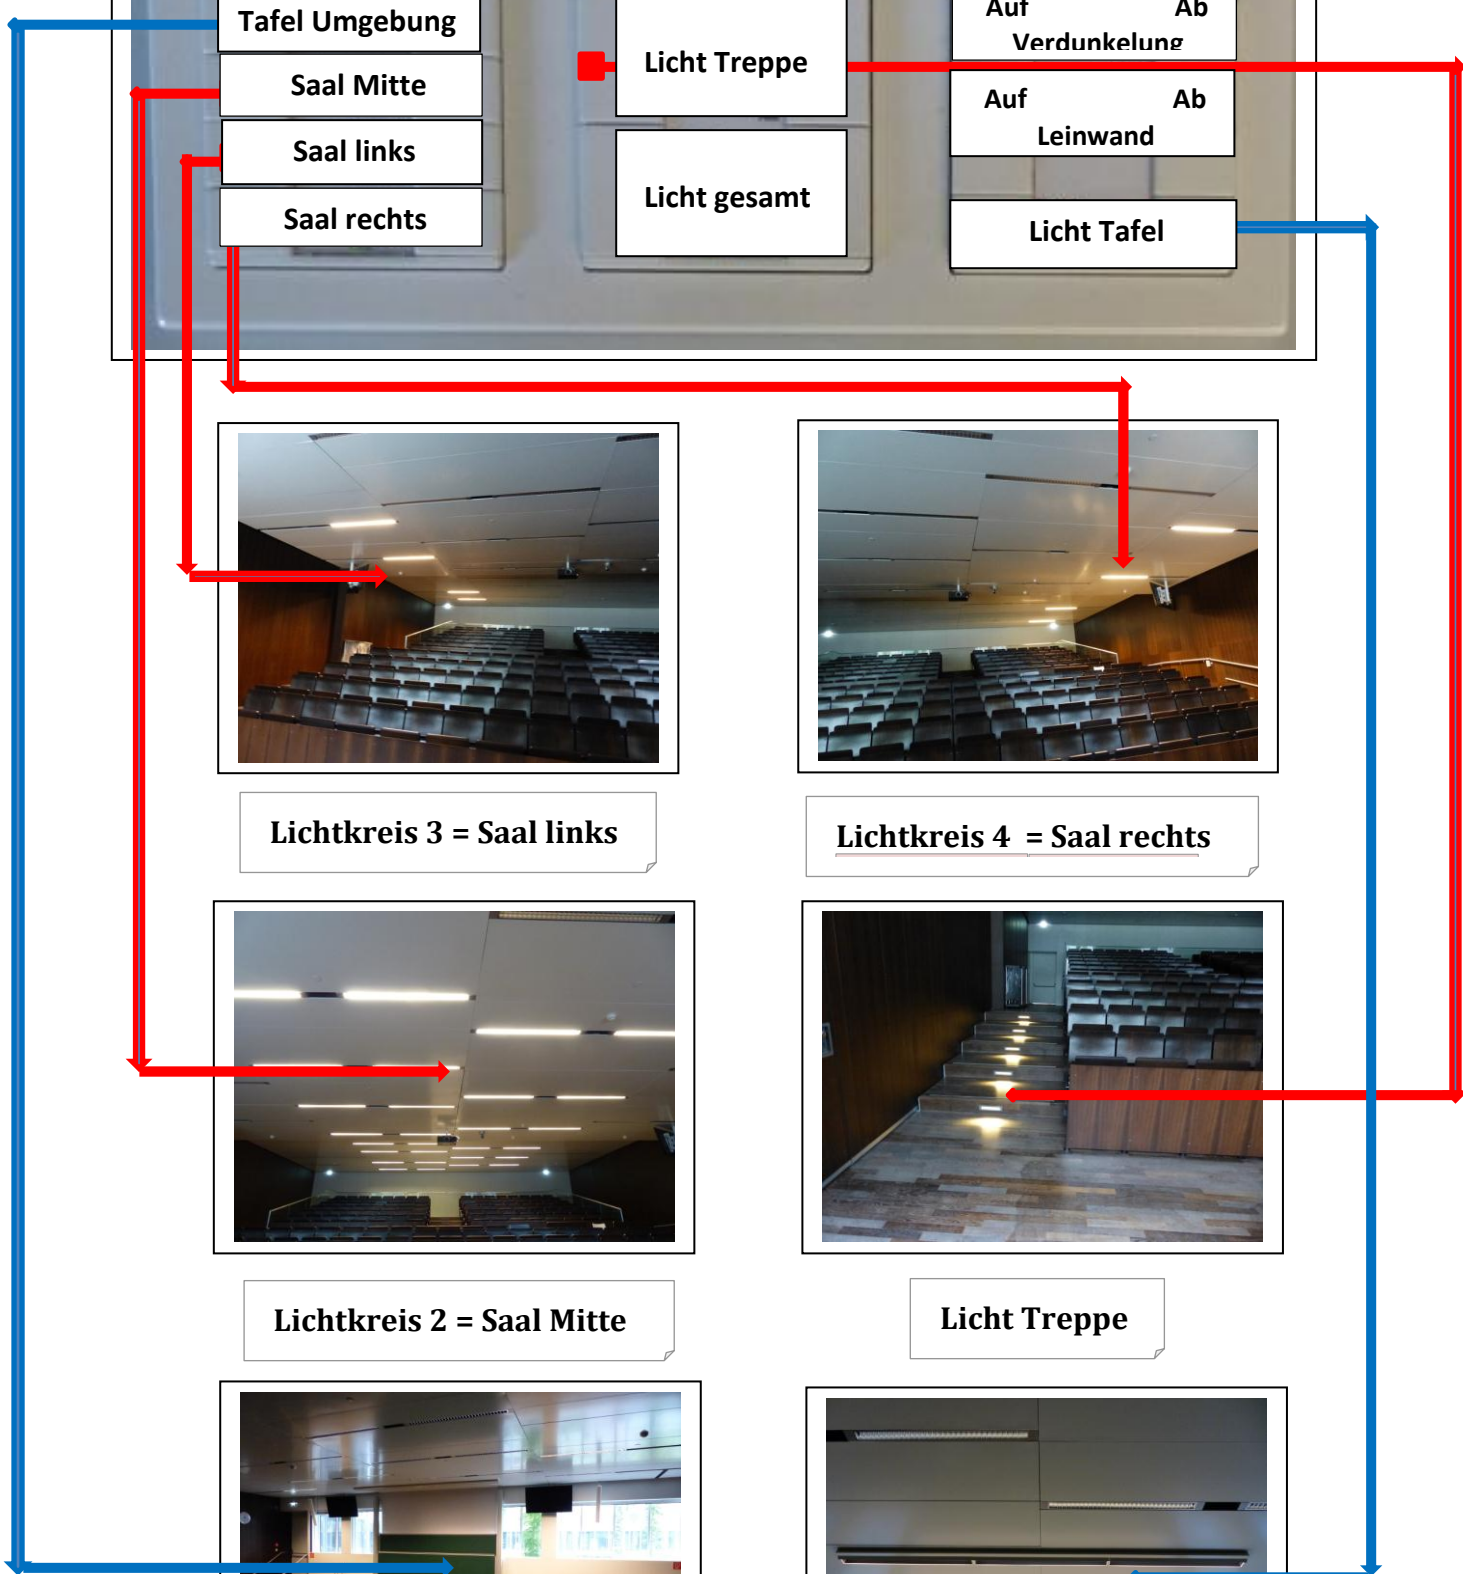 Tafel Umgebung
Saal Mitte
Saal links
Saal rechts
Licht Treppe
Licht gesamt
Auf Ab
Verdunkelung
Auf Ab
Leinwand
Licht Tafel
Lichtkreis 3 = Saal links
Lichtkreis 4 = Saal rechts
Lichtkreis 2 = Saal Mitte
Licht Treppe